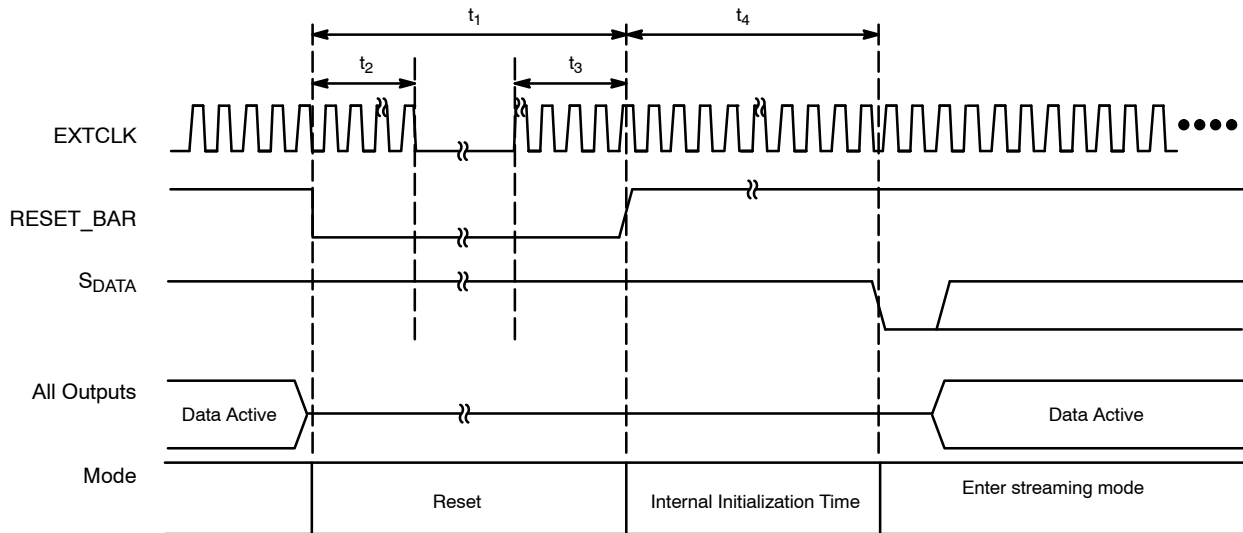 t1
t4
t2
t3
EXTCLK
RESET_BAR
SDATA
All Outputs
Data Active
Data Active
Mode
Reset
Internal Initialization Time
Enter streaming mode